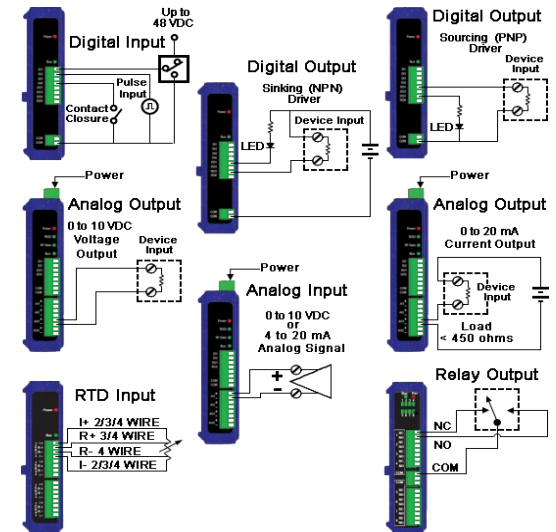 Digital Input
Up to
48 VDC
Pulse
Input
Contact
Closure
Digital Output
Sinking (NPN)
Driver
Device Input
LED
Digital Output
Sourcing (PNP)
Driver
Device
Input
LED
Power
Analog Output
0 to 10 VDC
Voltage
Output
Device
Input
Power
Analog Input
0 to 10 VDC
or
4 to 20 mA
Analog Signal
+
-
Power
Analog Output
0 to 20 mA
Current Output
Device
Input
Load
< 450 ohms
RTD Input
I+ 2/3/4 WIRE
R+ 3/4 WIRE
R- 4 WIRE
I- 2/3/4 WIRE
Relay Output
NC
NO
COM